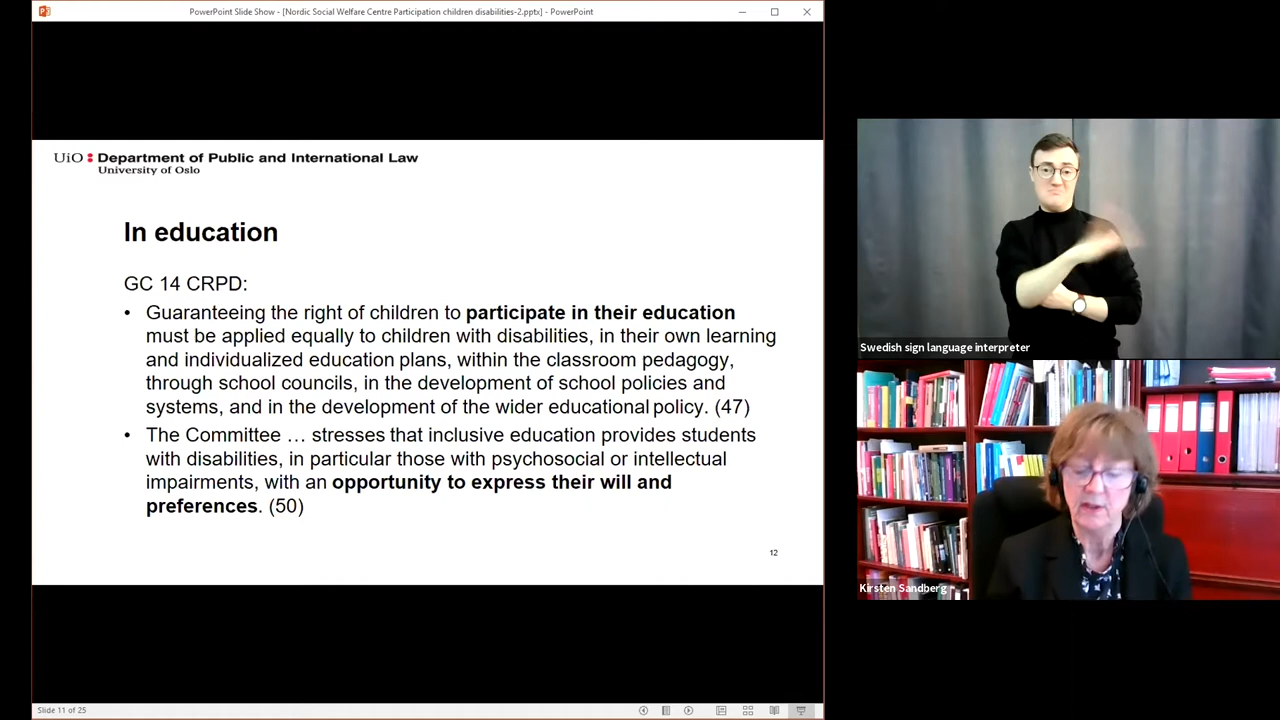 PowerPoint Slide Show - [Nordic Social Welfare Centre Participation children disabilities-2.pptx] - PowerPoint
UiO Department of Public and International Law
University of Oslo
In education
GC 14 CRPD:
• Guaranteeing the right of children to participate in their education
must be applied equally to children with disabilities, in their own learning
and individualized education plans, within the classroom pedagogy,
through school councils, in the development of school policies and
systems, and in the development of the wider educational policy. (47)
• The Committee … stresses that inclusive education provides students
with disabilities, in particular those with psychosocial or intellectual
impairments, with an opportunity to express their will and
preferences. (50)
12
Slide 11 of 25
Swedish sign language interpreter
Kirsten Sandberg